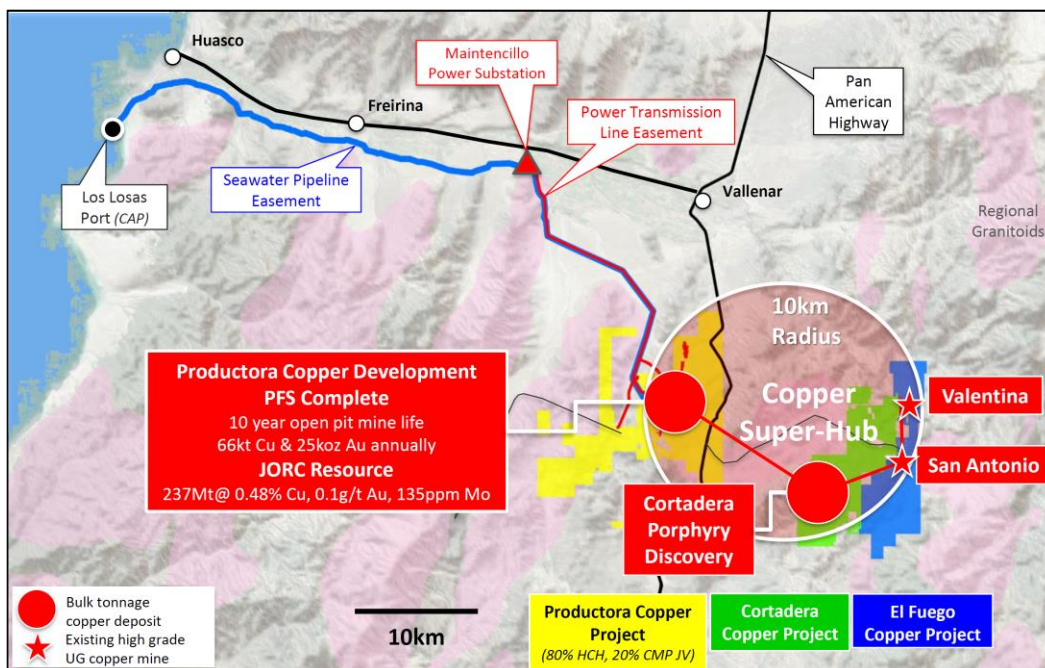 Huasco
Maintencillo
Power Substation
Pan
American
Highway
Freirina
Power Transmission
Line Easement
Los Losas
Port (CAP)
Seawater Pipeline
Easement
Vallenar
Regional
Granitoids
10km
Radius
Productora Copper Development
PFS Complete
10 year open pit mine life
66kt Cu & 25koz Au annually
JORC Resource
237Mt@ 0.48% Cu, 0.1g/t Au, 135ppm Mo
Copper
Super-Hub
Valentina
San Antonio
Cortadera
Porphyry
Discovery
Bulk tonnage
copper deposit
Existing high grade
UG copper mine
10km
Productora Copper
Project
(80% HCH, 20% CMP JV)
Cortadera
Copper Project
El Fuego
Copper Project